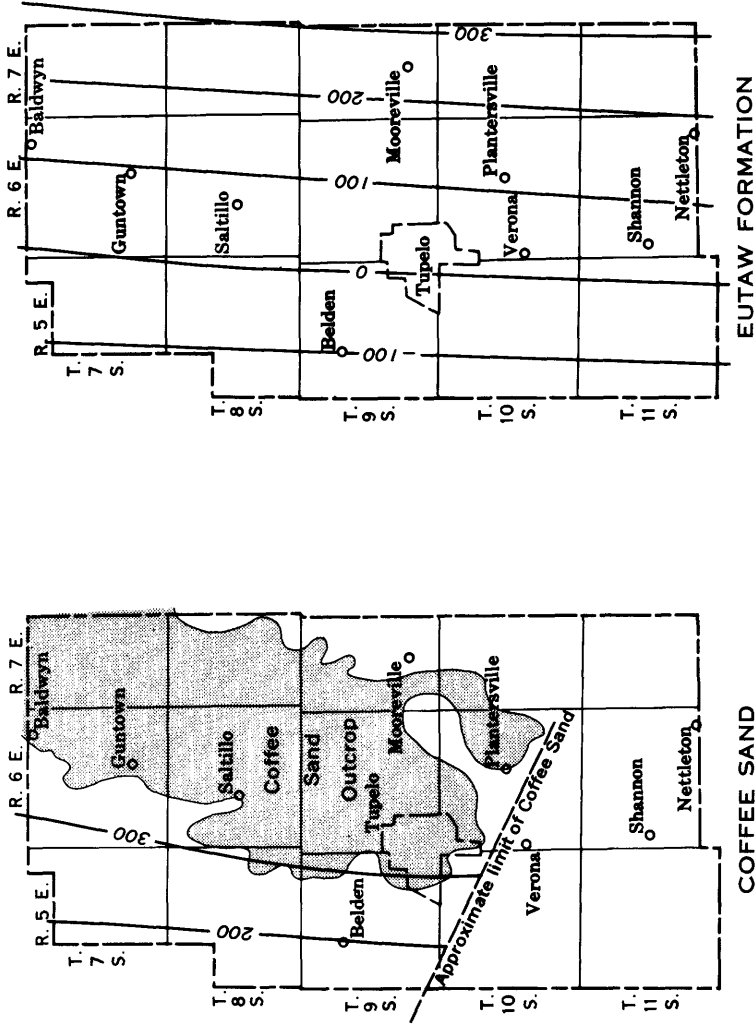 R. 5 E.
R. 6 E.
R. 7 E.
Baldwyn
T.
7
S.
Guntown
Saltillo
T.
8
S.
300
200
100
0
100
Belden
Mooreville
Tupelo
T.
9
S.
Plantersville
Verona
T.
10
S.
Shannon
Nettleton
T.
11
S.
EUTAW FORMATION
R. 5 E.
R. 6 E.
R. 7 E.
Baldwyn
T.
7
S.
Guntown
300
200
Saltillo
T.
8
S.
Coffee
Sand
Outcrop
Belden
Tupelo
Mooreville
T.
9
S.
Plantersville
Approximate limit of Coffee Sand
Verona
T.
10
S.
Shannon
Nettleton
T.
11
S.
COFFEE SAND